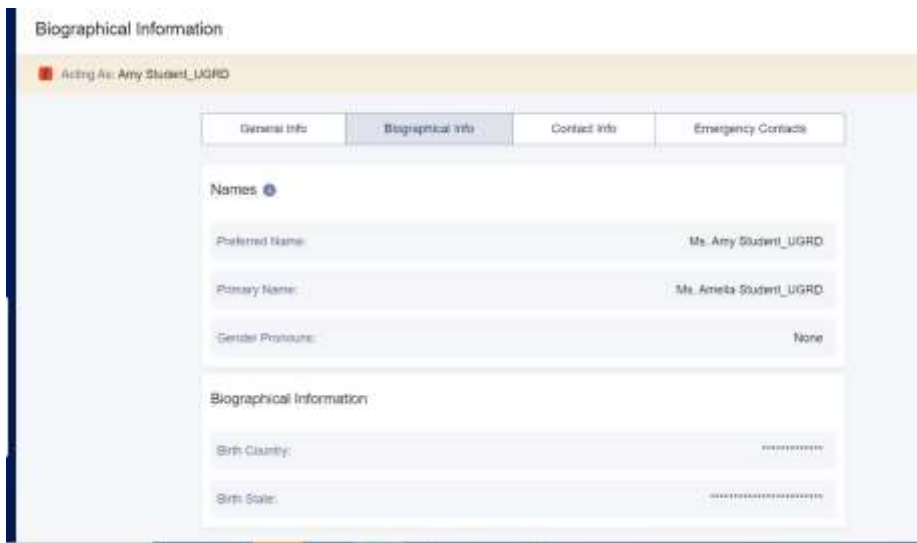 Biographical Information
Acting As: Amy Student_UGRD
General Info Biographical Info Contact Info Emergency Contacts
Names
Preferred Name: Ms. Amy Student_UGRD
Primary Name: Ms. Amelia Student_UGRD
Gender Pronouns: None
Biographical Information
Birth Country: **************
Birth State: **************************